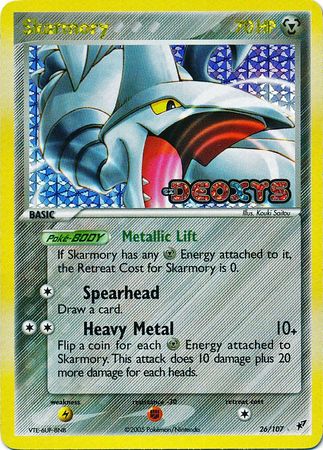 Skarmory 70 HP
DEOXYS
BASIC Illus. Kouki Saitou
Poké-BODY Metallic Lift
If Skarmory has any Energy attached to it,
the Retreat Cost for Skarmory is 0.
Spearhead
Draw a card.
Heavy Metal 10+
Flip a coin for each Energy attached to
Skarmory. This attack does 10 damage plus 20
more damage for each heads.
weakness resistance -30 retreat cost
VTE-6UP-8NB ©2005 Pokémon/Nintendo 26/107